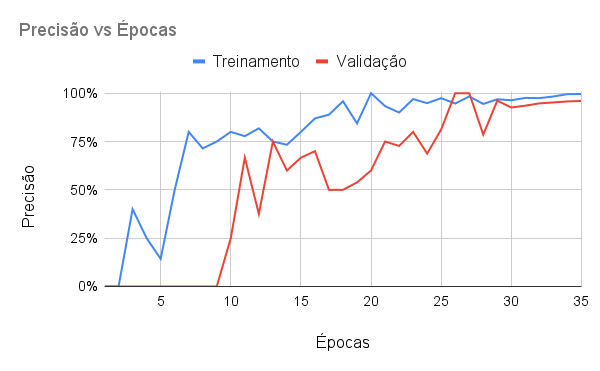 Precisão vs Épocas
Treinamento Validação
100%
75%
50%
25%
0%
Precisão
5 10 15 20 25 30 35
Épocas